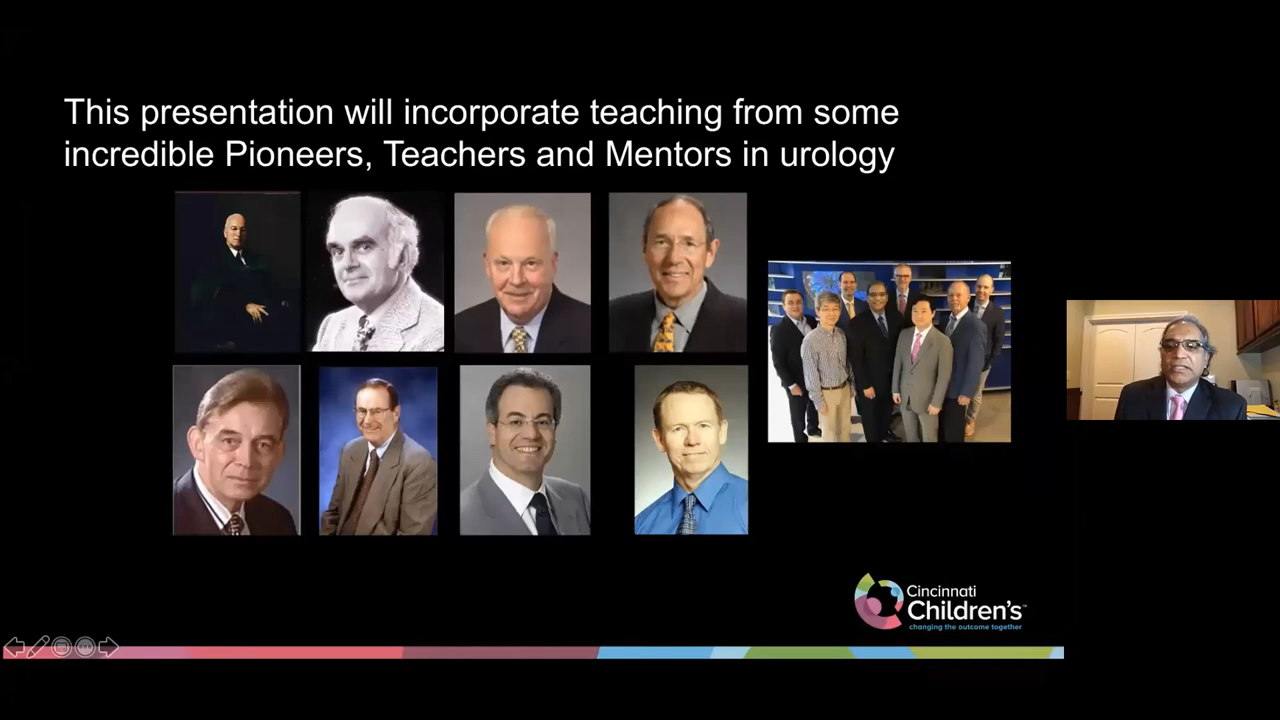 This presentation will incorporate teaching from some
incredible Pioneers, Teachers and Mentors in urology
Cincinnati
Children's™
changing the outcome together